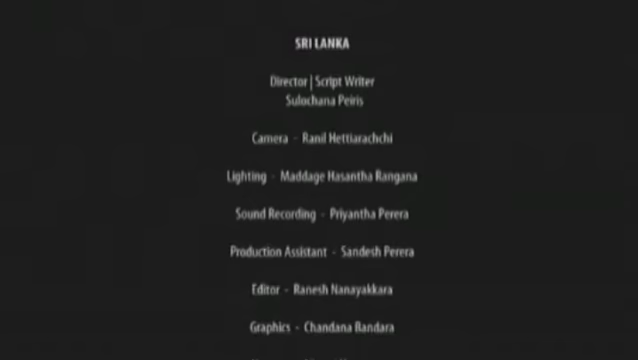 SRI LANKA
Director | Script Writer
Sulochana Peiris
Camera - Ranil Hettiarachchi
Lighting - Maddage Hasantha Rangana
Sound Recording - Priyantha Perera
Production Assistant - Sandesh Perera
Editor - Ranesh Nanayakkara
Graphics - Chandana Bandara